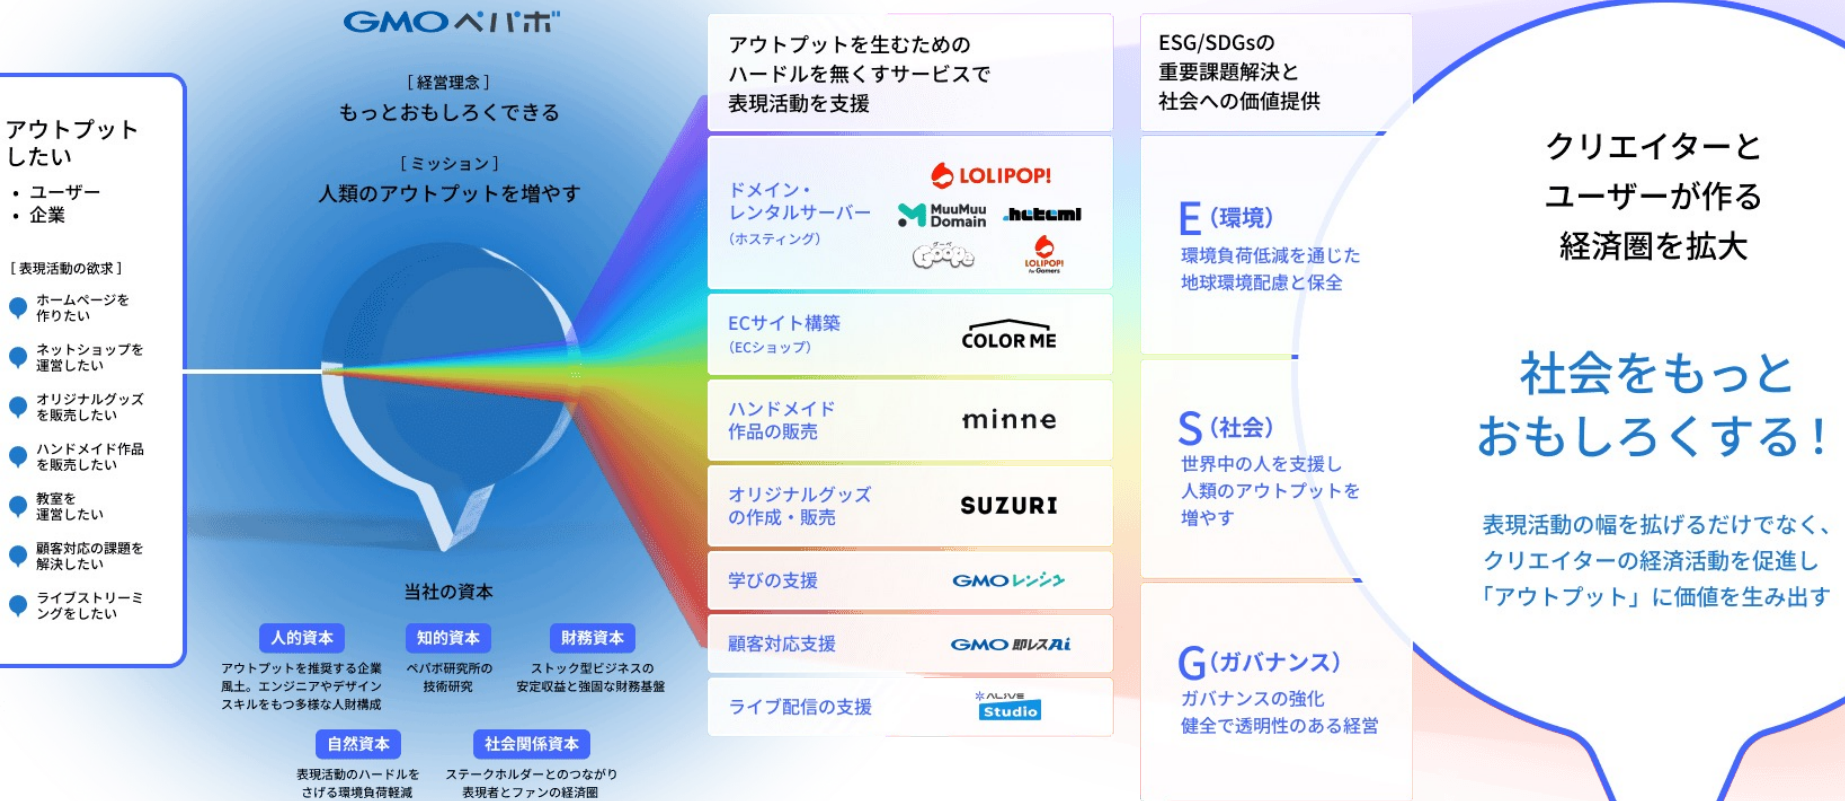 アウトプット
したい
・ ユーザー
・ 企業
[ 表現活動の欲求 ]
ホームページを
作りたい
ネットショップを
運営したい
オリジナルグッズ
を販売したい
ハンドメイド作品
を販売したい
教室を
運営したい
顧客対応の課題を
解決したい
ライブストリーミ
ングをしたい
GMOペパボ
[ 経営理念 ]
もっとおもしろくできる
[ ミッション ]
人類のアウトプットを増やす
当社の資本
人的資本
アウトプットを推奨する企業
風土。エンジニアやデザイン
スキルをもつ多様な人財構成
知的資本
ペパボ研究所の
技術研究
財務資本
ストック型ビジネスの
安定収益と強固な財務基盤
自然資本
表現活動のハードルを
さげる環境負荷軽減
社会関係資本
ステークホルダーとのつながり
表現者とファンの経済圏
アウトプットを生むための
ハードルを無くすサービスで
表現活動を支援
ドメイン・
レンタルサーバー
（ホスティング）
LOLIPOP!
MuuMuu
Domain
.heteml
グーペ
Goope
LOLIPOP!
for Gamers
ECサイト構築
（ECショップ）
COLOR ME
ハンドメイド
作品の販売
minne
オリジナルグッズ
の作成・販売
SUZURI
学びの支援
GMOレンシュ
顧客対応支援
GMO 即レスAi
ライブ配信の支援
ALIVE
Studio
ESG/SDGsの
重要課題解決と
社会への価値提供
E（環境）
環境負荷低減を通じた
地球環境配慮と保全
S（社会）
世界中の人を支援し
人類のアウトプットを
増やす
G（ガバナンス）
ガバナンスの強化
健全で透明性のある経営
クリエイターと
ユーザーが作る
経済圏を拡大
社会をもっと
おもしろくする！
表現活動の幅を拡げるだけでなく、
クリエイターの経済活動を促進し
「アウトプット」に価値を生み出す